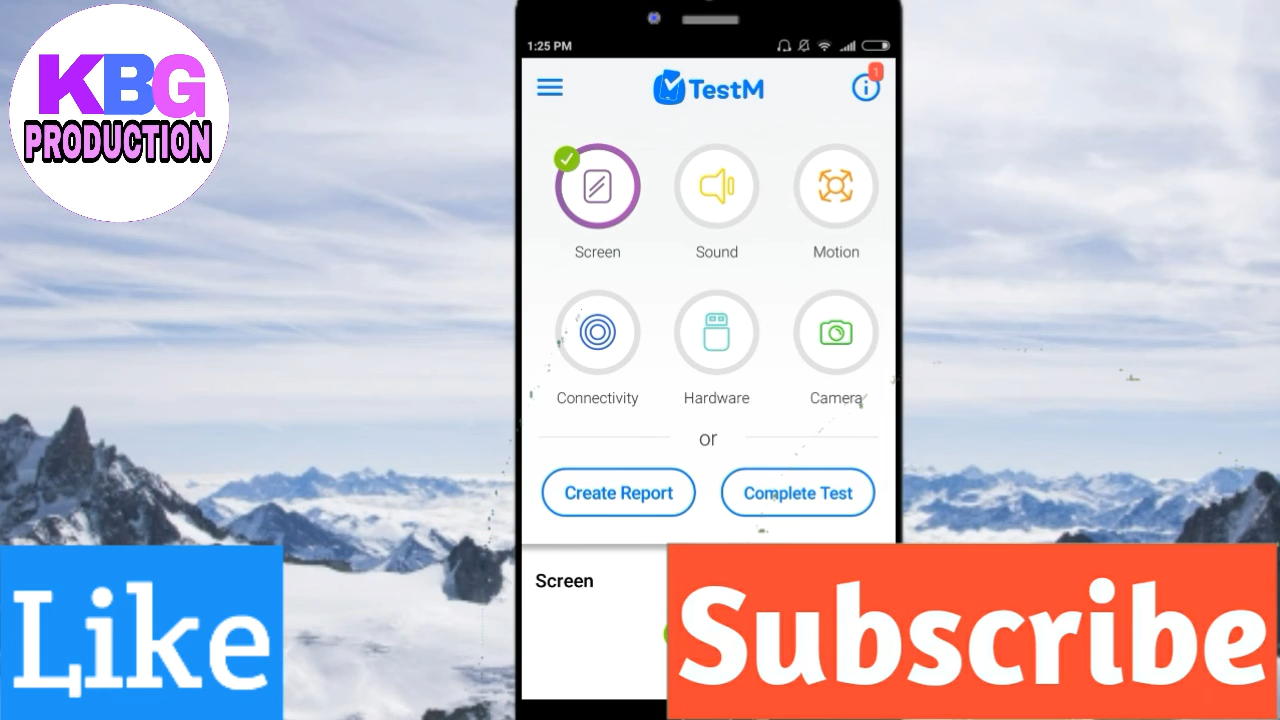 KBG
PRODUCTION
1:25 PM
TestM
1
Screen
Sound
Motion
Connectivity
Hardware
Camera
or
Create Report
Complete Test
Screen
Like
Subscribe